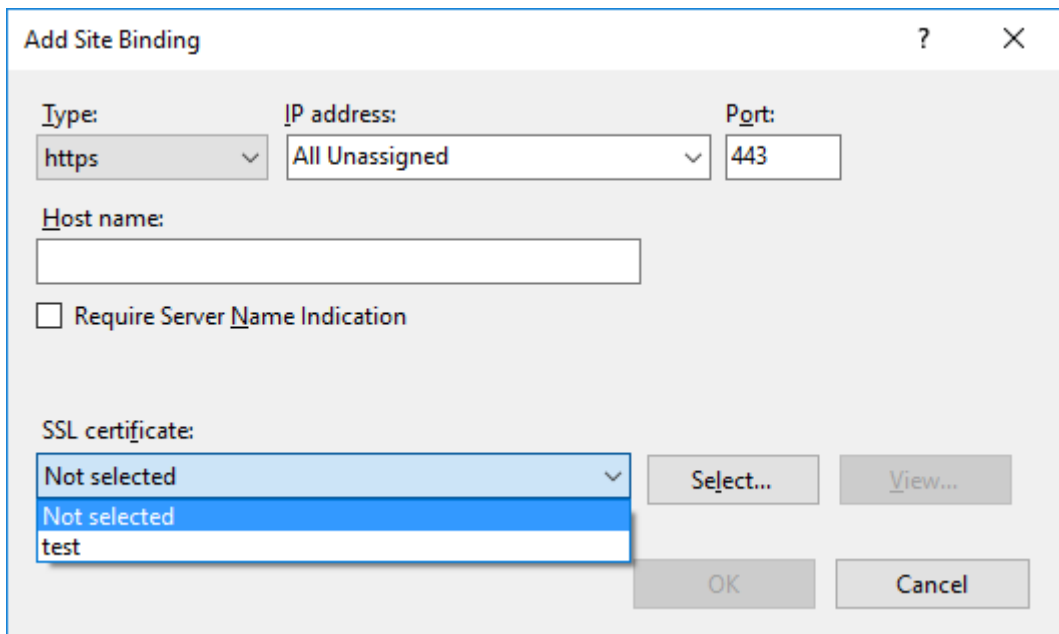 Add Site Binding ?
Type: IP address: Port:
https All Unassigned 443
Host name:
Require Server Name Indication
SSL certificate:
Not selected Select... View...
Not selected
test
OK Cancel